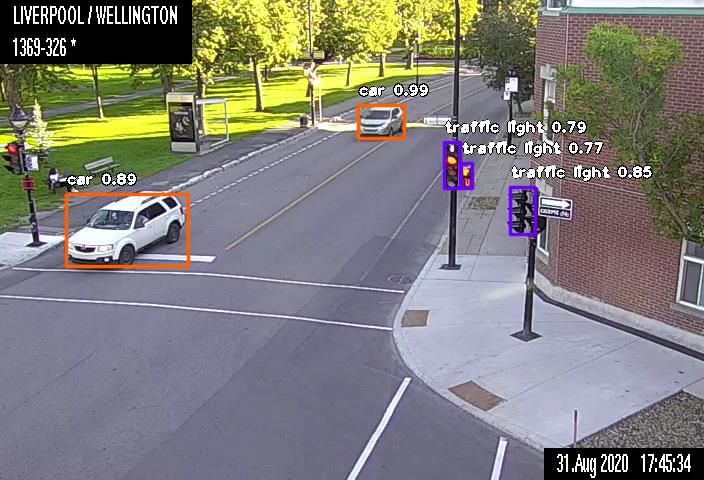 LIVERPOOL / WELLINGTON
1369-326 *
car 0.99
traffic light 0.79
traffic light 0.77
traffic light 0.85
car 0.89
31.Aug 2020 17:45:34